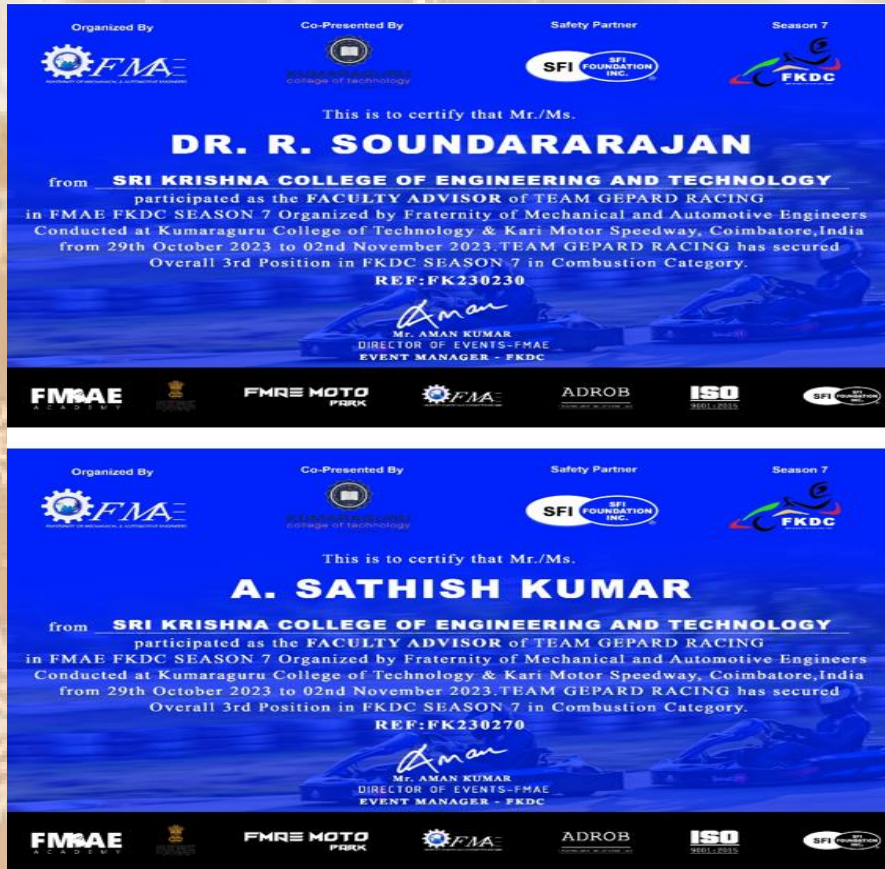 Organized By Co-Presented By Safety Partner Season 7
FMAE SFI SFI FOUNDATION INC. FKDC
KUMARAGURU
college of technology
This is to certify that Mr./Ms.
DR. R. SOUNDARARAJAN
from SRI KRISHNA COLLEGE OF ENGINEERING AND TECHNOLOGY
participated as the FACULTY ADVISOR of TEAM GEPARD RACING
in FMAE FKDC SEASON 7 Organized by Fraternity of Mechanical and Automotive Engineers
Conducted at Kumaraguru College of Technology & Kari Motor Speedway, Coimbatore,India
from 29th October 2023 to 02nd November 2023.TEAM GEPARD RACING has secured
Overall 3rd Position in FKDC SEASON 7 in Combustion Category.
REF:FK230230
Aman
Mr. AMAN KUMAR
DIRECTOR OF EVENTS-FMAE
EVENT MANAGER - FKDC
FMAE FMAE MOTO FMAE ADROB ISO SFI SFI FOUNDATION INC.
ACADEMY PARK 9001:2015
Organized By Co-Presented By Safety Partner Season 7
FMAE SFI SFI FOUNDATION INC. FKDC
KUMARAGURU
college of technology
This is to certify that Mr./Ms.
A. SATHISH KUMAR
from SRI KRISHNA COLLEGE OF ENGINEERING AND TECHNOLOGY
participated as the FACULTY ADVISOR of TEAM GEPARD RACING
in FMAE FKDC SEASON 7 Organized by Fraternity of Mechanical and Automotive Engineers
Conducted at Kumaraguru College of Technology & Kari Motor Speedway, Coimbatore,India
from 29th October 2023 to 02nd November 2023.TEAM GEPARD RACING has secured
Overall 3rd Position in FKDC SEASON 7 in Combustion Category.
REF:FK230270
Aman
Mr. AMAN KUMAR
DIRECTOR OF EVENTS-FMAE
EVENT MANAGER - FKDC
FMAE FMAE MOTO FMAE ADROB ISO SFI SFI FOUNDATION INC.
ACADEMY PARK 9001:2015